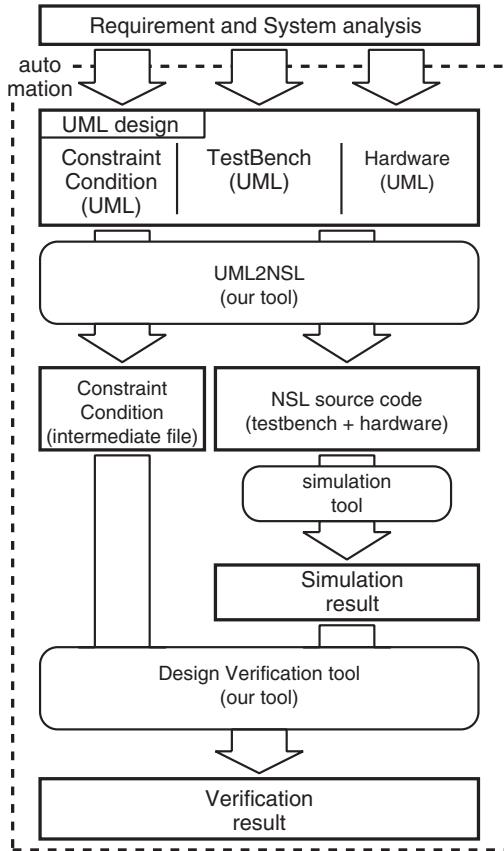 Requirement and System analysis
auto
mation
UML design
Constraint
Condition
(UML)
TestBench
(UML)
Hardware
(UML)
UML2NSL
(our tool)
Constraint
Condition
(intermediate file)
NSL source code
(testbench + hardware)
simulation
tool
Simulation
result
Design Verification tool
(our tool)
Verification
result